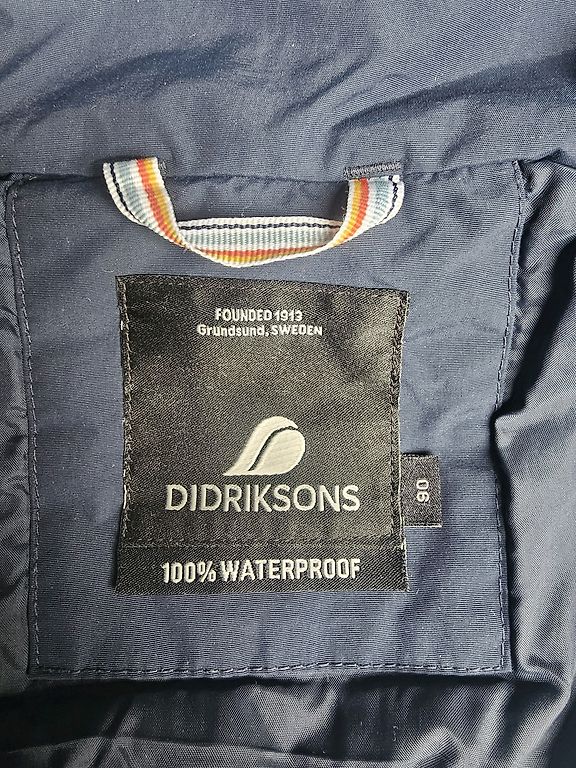 FOUNDED 1913
Grundsund, SWEDEN
DIDRIKSONS
90
100% WATERPROOF